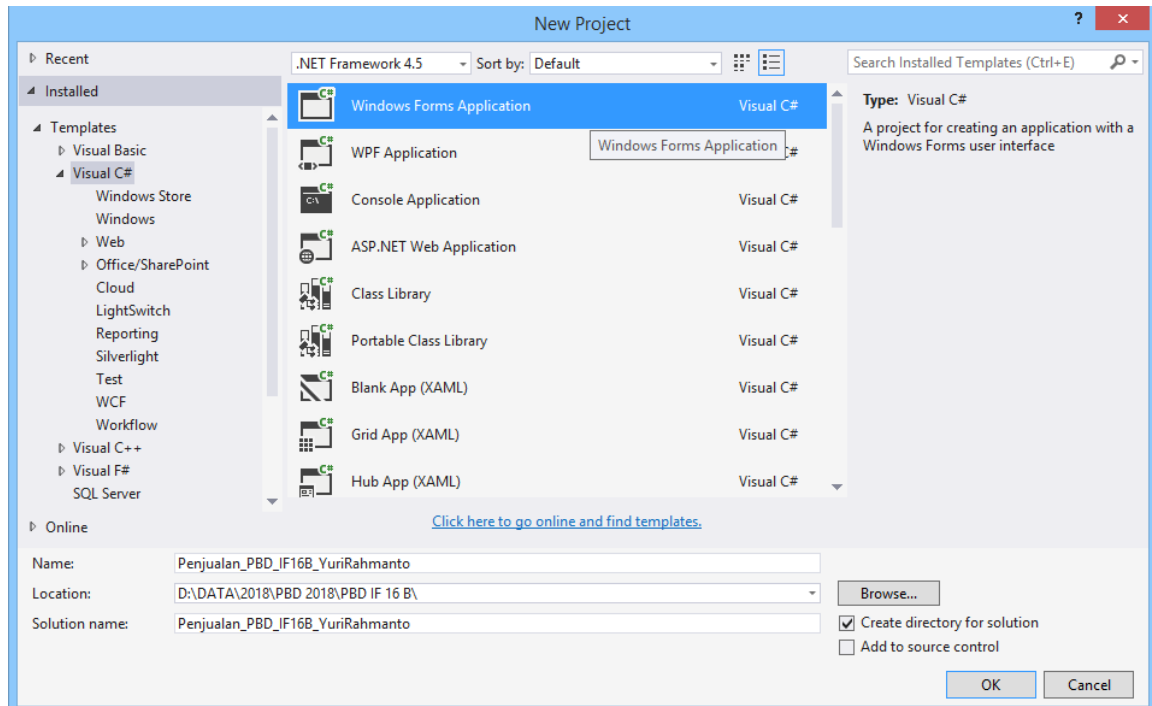 New Project
?
Recent
Installed
Templates
Visual Basic
Visual C#
Windows Store
Windows
Web
Office/SharePoint
Cloud
LightSwitch
Reporting
Silverlight
Test
WCF
Workflow
Visual C++
Visual F#
SQL Server
Online
.NET Framework 4.5 Sort by: Default
C# Windows Forms Application Visual C#
C# WPF Application C#
Windows Forms Application
C# Console Application Visual C#
C# ASP.NET Web Application Visual C#
C# Class Library Visual C#
C# Portable Class Library Visual C#
C# Blank App (XAML) Visual C#
C# Grid App (XAML) Visual C#
C# Hub App (XAML) Visual C#
Click here to go online and find templates.
Search Installed Templates (Ctrl+E)
Type: Visual C#
A project for creating an application with a
Windows Forms user interface
Name: Penjualan_PBD_IF16B_YuriRahmanto
Location: D:\DATA\2018\PBD 2018\PBD IF 16 B\ Browse...
Solution name: Penjualan_PBD_IF16B_YuriRahmanto Create directory for solution
Add to source control
OK Cancel